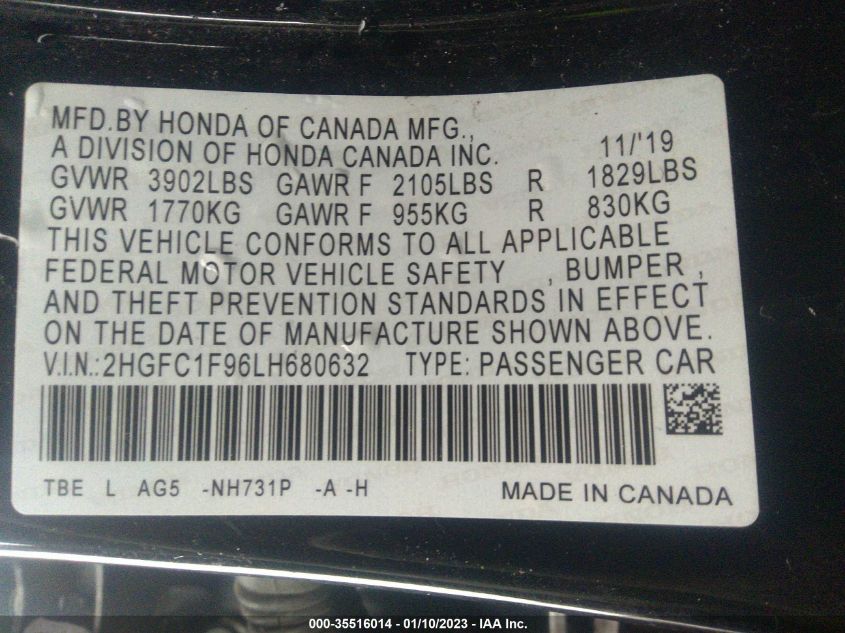 MFD.BY HONDA OF CANADA MFG.,
A DIVISION OF HONDA CANADA INC. 11/'19
GVWR 3902LBS GAWR F 2105LBS R 1829LBS
GVWR 1770KG GAWR F 955KG R 830KG
THIS VEHICLE CONFORMS TO ALL APPLICABLE
FEDERAL MOTOR VEHICLE SAFETY , BUMPER ,
AND THEFT PREVENTION STANDARDS IN EFFECT
ON THE DATE OF MANUFACTURE SHOWN ABOVE.
V.I.N.:2HGFC1F96LH680632 TYPE: PASSENGER CAR
TBE L AG5 -NH731P -A -H MADE IN CANADA
000-35516014 - 01/10/2023 - IAA Inc.